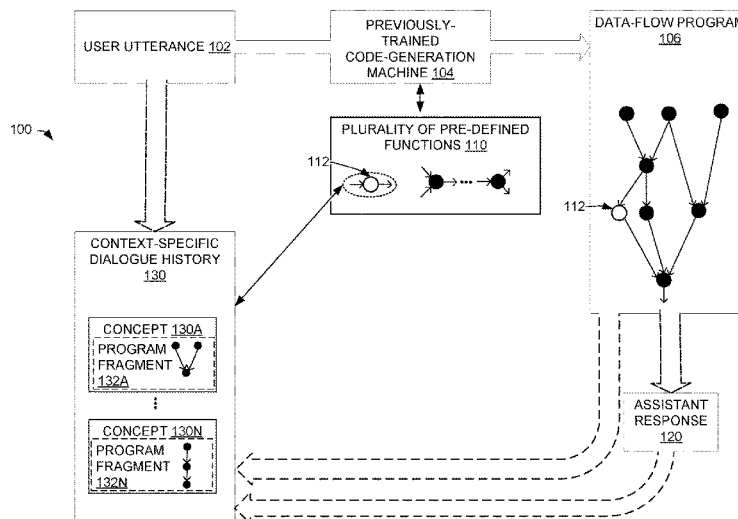 USER UTTERANCE 102
PREVIOUSLY-
TRAINED
CODE-GENERATION
MACHINE 104
DATA-FLOW PROGRAM
106
100
PLURALITY OF PRE-DEFINED
FUNCTIONS 110
112
112
CONTEXT-SPECIFIC
DIALOGUE HISTORY
130
CONCEPT 130A
PROGRAM
FRAGMENT
132A
CONCEPT 130N
PROGRAM
FRAGMENT
132N
ASSISTANT
RESPONSE
120